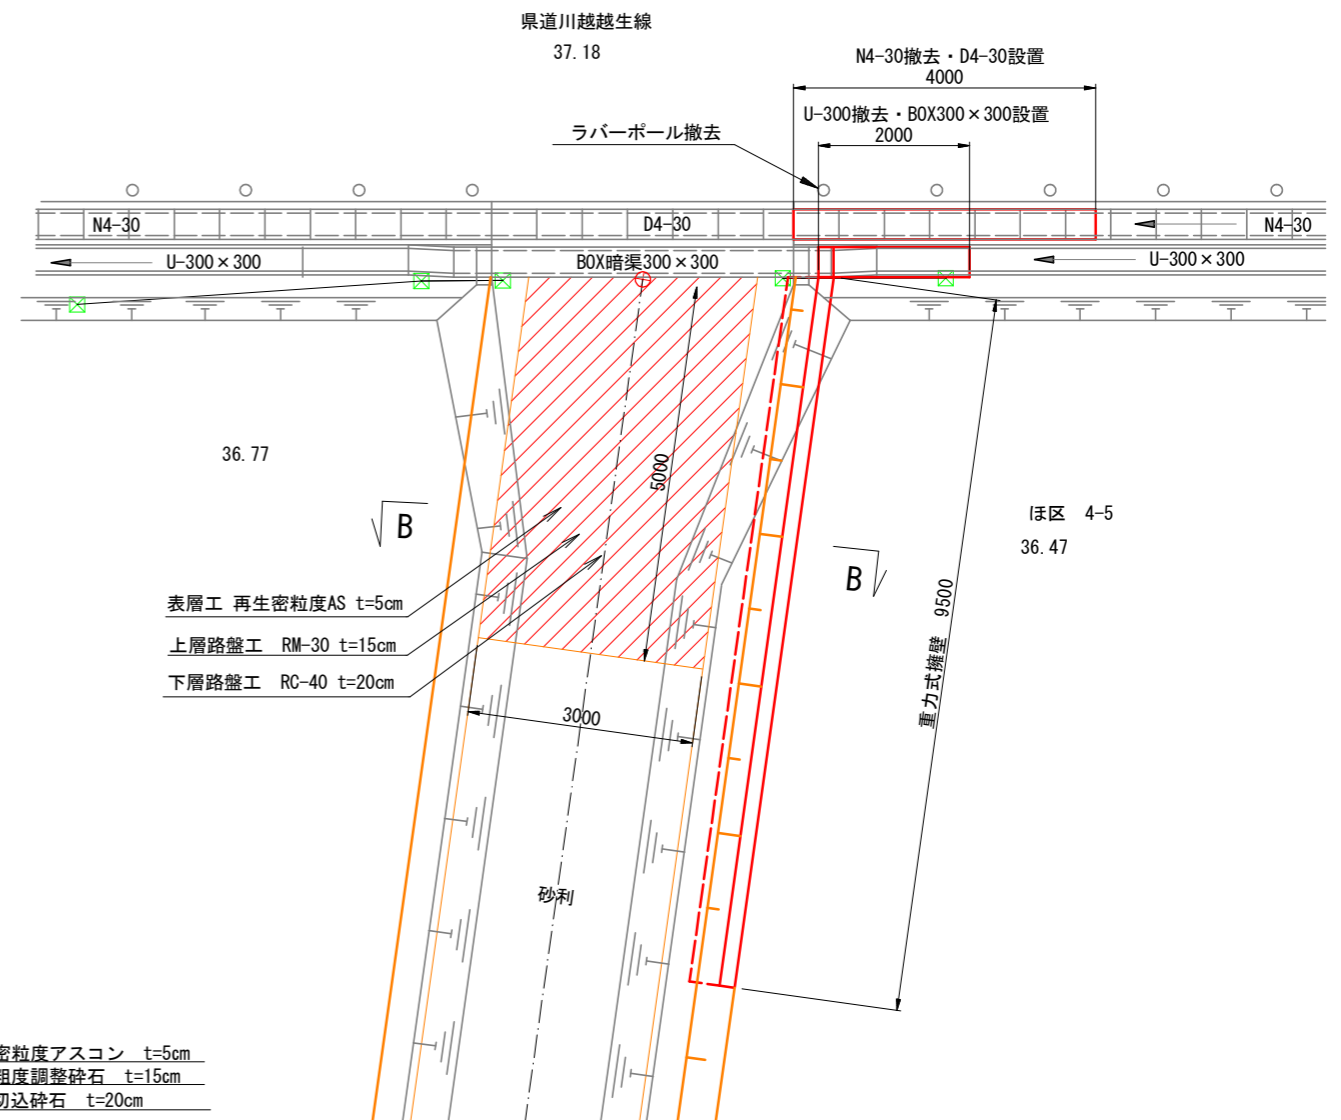 県道川越越生線
37.18
N4-30撤去・D4-30設置
4000
U-300撤去・BOX300×300設置
2000
ラバーポール撤去
N4-30
D4-30
N4-30
U-300×300
BOX暗渠300×300
U-300×300
36.77
5000
B
ほ区 4-5
36.47
B
9500
重力式擁壁
表層工 再生密粒度AS t=5cm
上層路盤工 RM-30 t=15cm
下層路盤工 RC-40 t=20cm
3000
砂利
密粒度アスコン t=5cm
粗度調整砕石 t=15cm
切込砕石 t=20cm